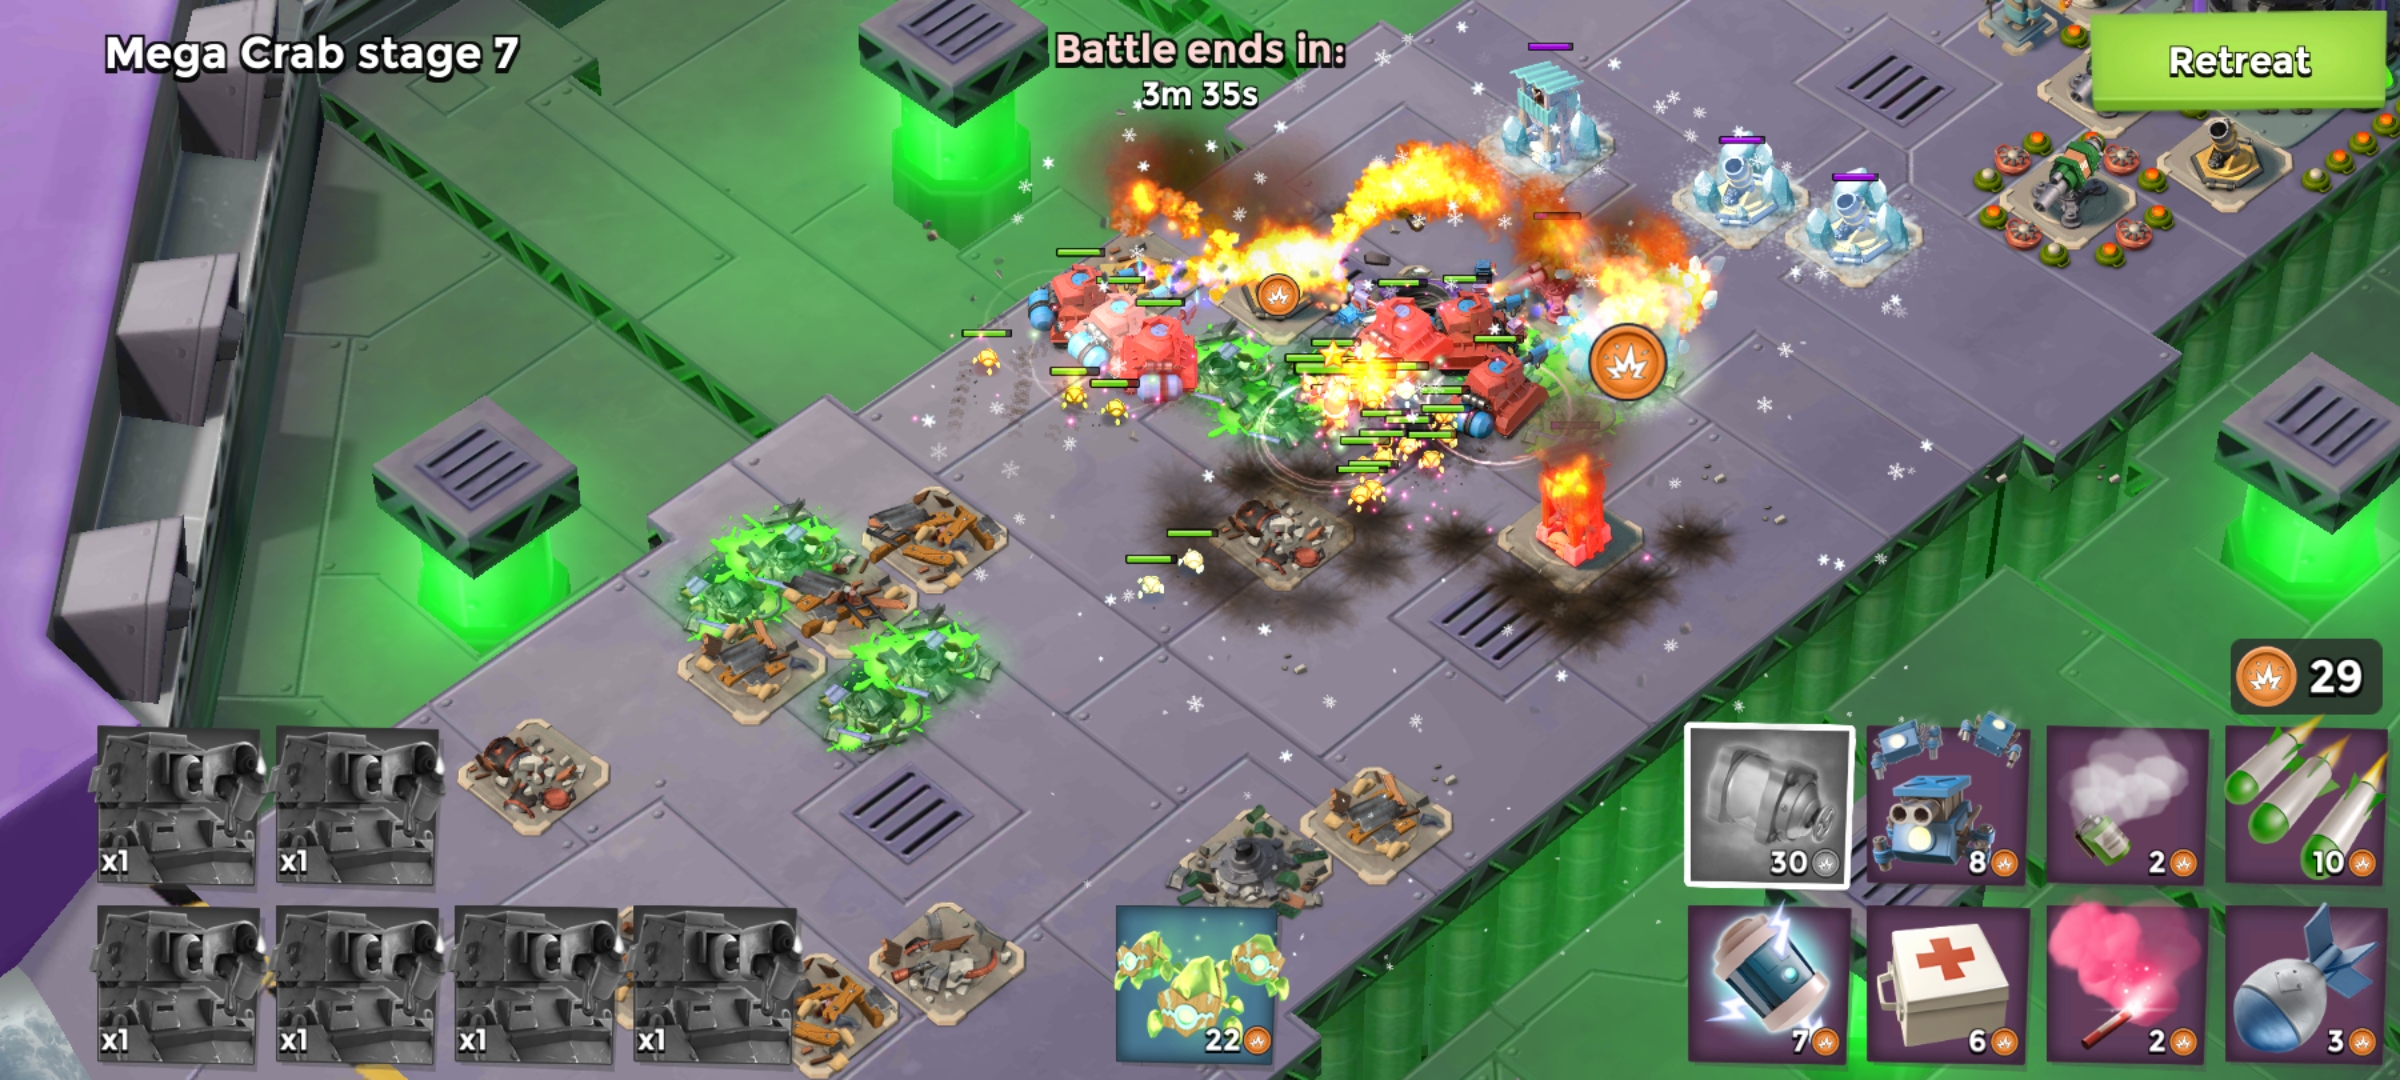 Mega Crab stage 7
Battle ends in:
3m 35s
Retreat
29
x1
x1
30
8
2
10
x1
x1
x1
x1
22
7
6
2
3